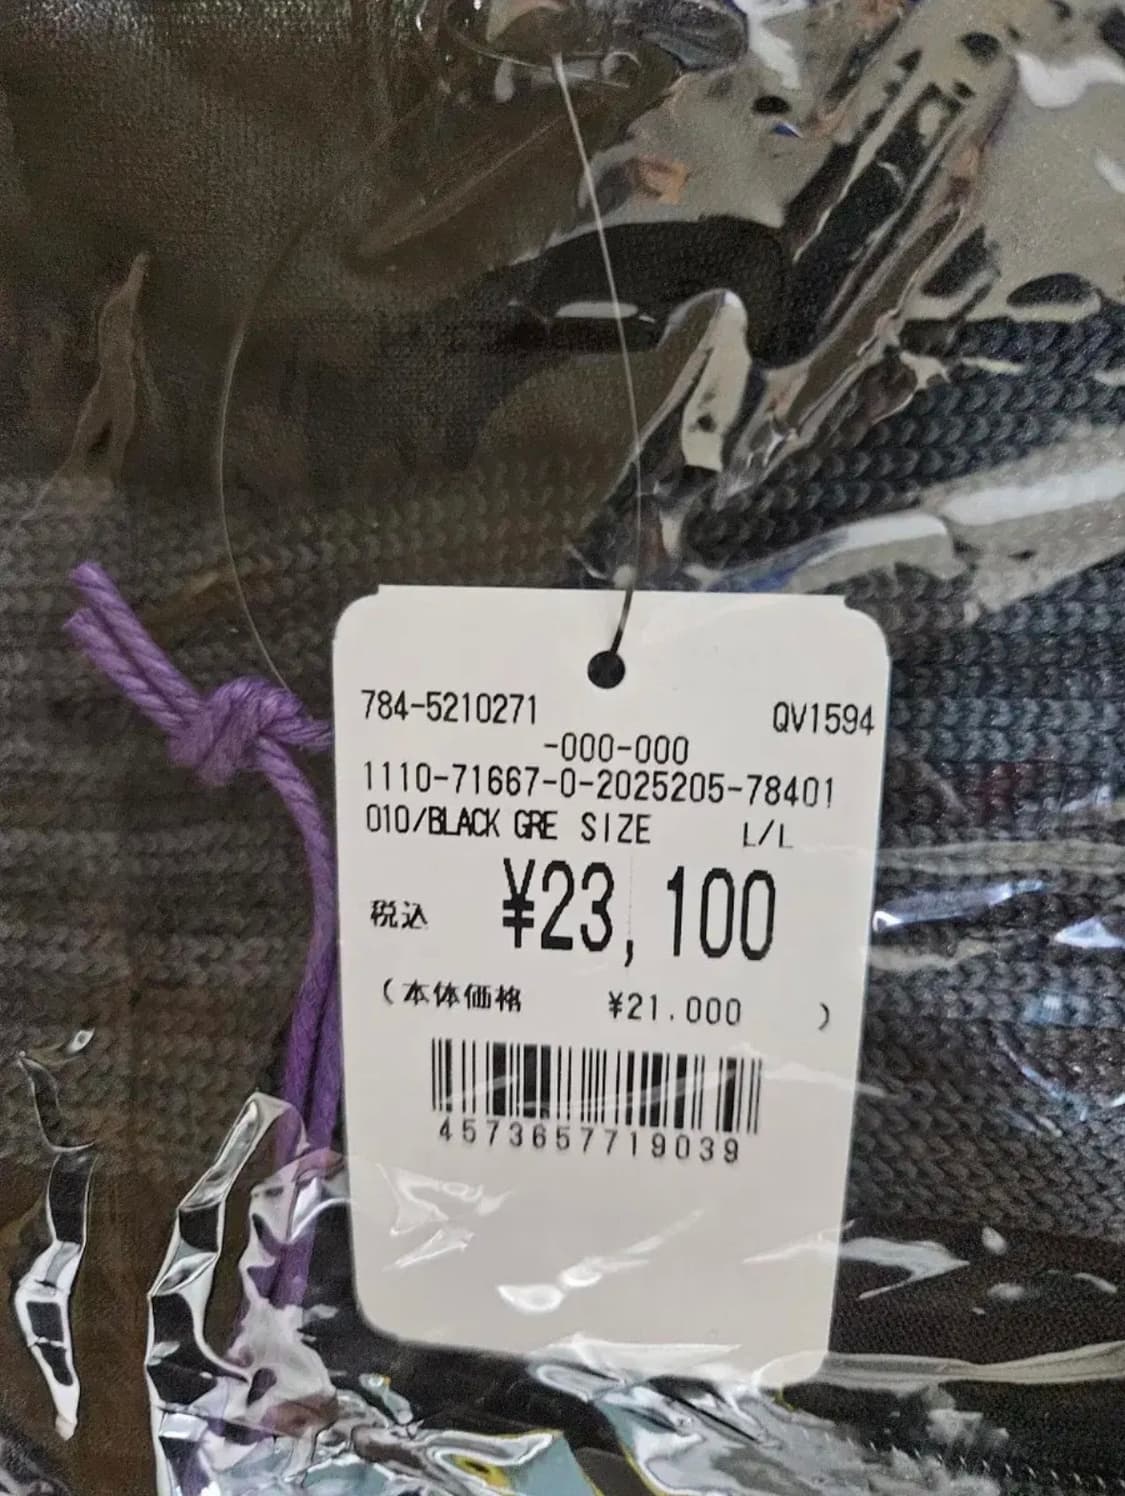 784-5210271 QV1594
-000-000
1110-71667-0-2025205-78401
010/BLACK GRE SIZE L/L
税込 ¥23,100
(本体価格 ¥21.000 )
4573657719039